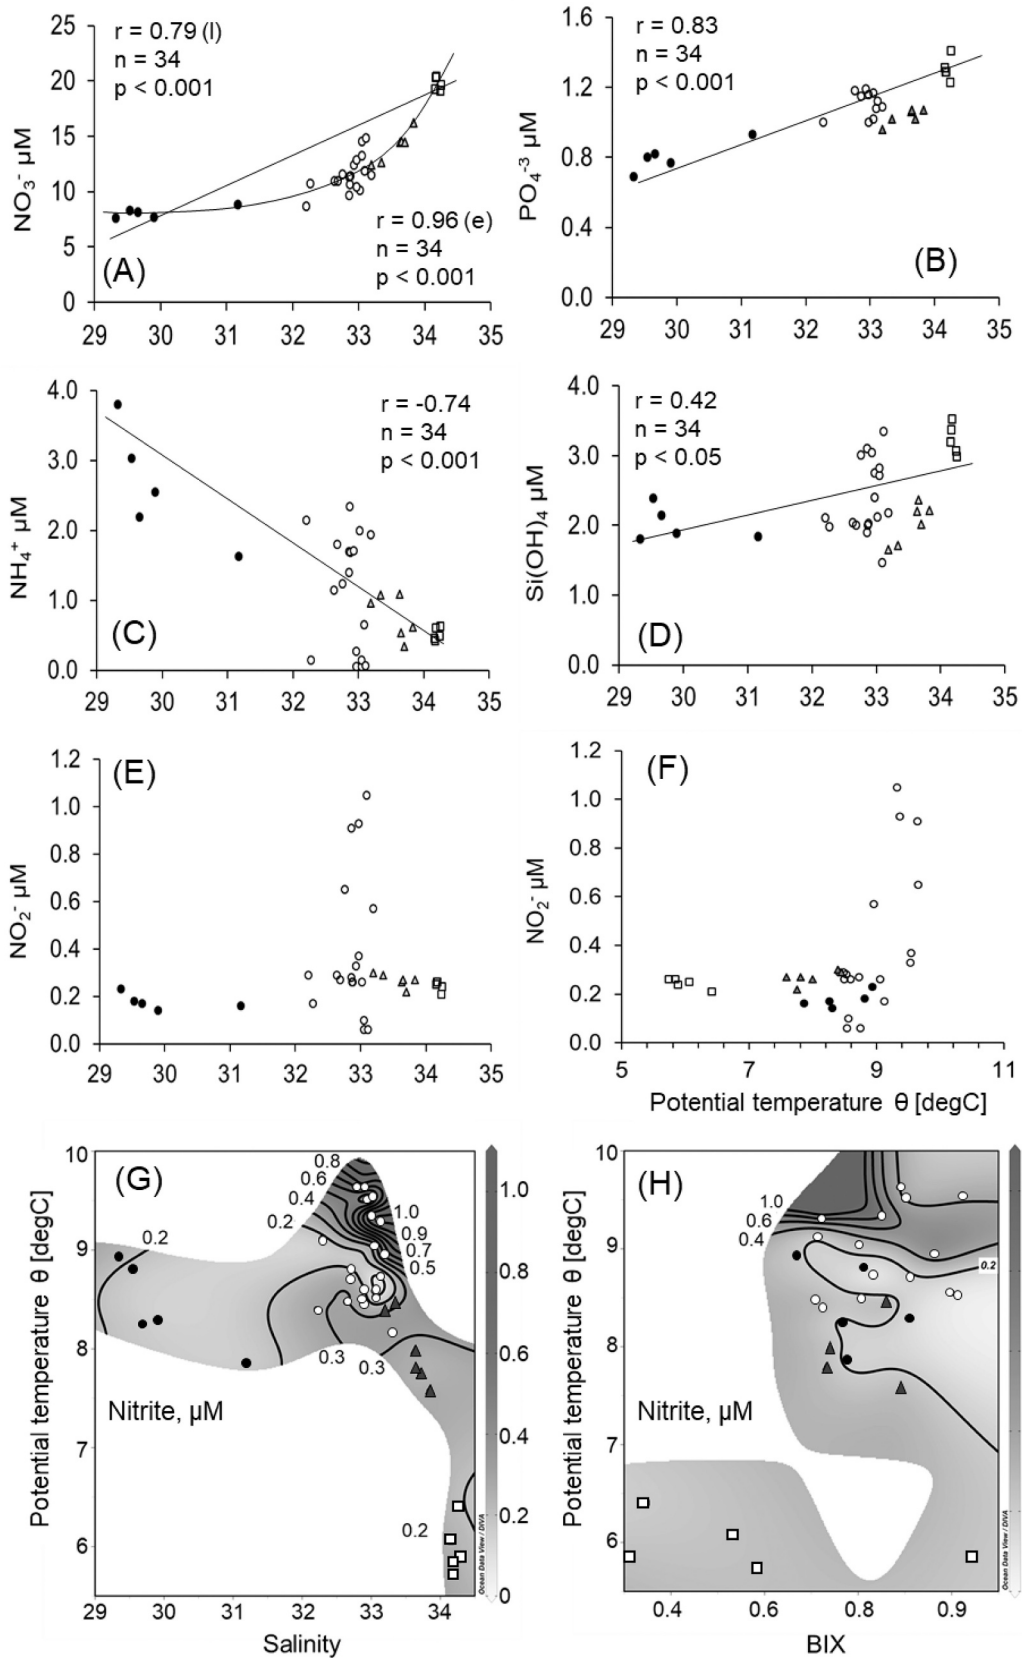 25
20
15
10
5
0
NO₃⁻ μM
r = 0.79 (l)
n = 34
p < 0.001
r = 0.96 (e)
n = 34
p < 0.001
(A)
29 30 31 32 33 34 35
1.6
1.2
0.8
0.4
0.0
PO₄⁻³ μM
r = 0.83
n = 34
p < 0.001
(B)
29 30 31 32 33 34 35
4.0
3.0
2.0
1.0
0.0
NH₄⁺ μM
r = -0.74
n = 34
p < 0.001
(C)
29 30 31 32 33 34 35
4.0
3.0
2.0
1.0
0.0
Si(OH)₄ μM
r = 0.42
n = 34
p < 0.05
(D)
29 30 31 32 33 34 35
1.2
1.0
0.8
0.6
0.4
0.2
0.0
NO₂⁻ μM
(E)
29 30 31 32 33 34 35
1.2
1.0
0.8
0.6
0.4
0.2
0.0
NO₂⁻ μM
(F)
5 7 9 11
Potential temperature θ [degC]
10
9
8
7
6
Potential temperature θ [degC]
(G)
0.8
0.6
0.4
0.2
0.2
1.0
0.9
0.7
0.5
0.3
0.3
0.2
Nitrite, μM
Ocean Data View / DIVA
1.0
0.8
0.6
0.4
0.2
0
29 30 31 32 33 34
Salinity
10
9
8
7
6
Potential temperature θ [degC]
(H)
1.0
0.6
0.4
0.2
Nitrite, μM
Ocean Data View / DIVA
0.4 0.6 0.8 0.9
BIX